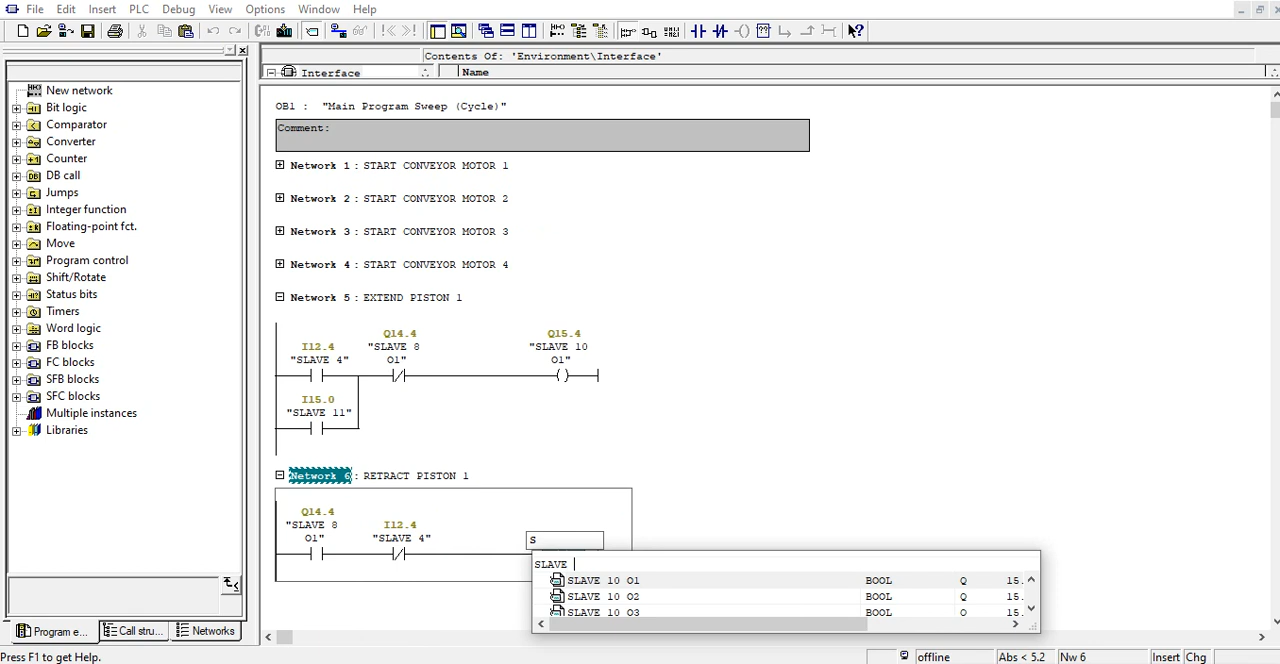 File Edit Insert PLC Debug View Options Window Help
Contents Of: 'Environment\Interface'
Interface
Name
New network
Bit logic
Comparator
Converter
Counter
DB call
Jumps
Integer function
Floating-point fct.
Move
Program control
Shift/Rotate
Status bits
Timers
Word logic
FB blocks
FC blocks
SFB blocks
SFC blocks
Multiple instances
Libraries
Program e... Call stru... Networks
OB1 : "Main Program Sweep (Cycle)"
Comment:
Network 1 : START CONVEYOR MOTOR 1
Network 2 : START CONVEYOR MOTOR 2
Network 3 : START CONVEYOR MOTOR 3
Network 4 : START CONVEYOR MOTOR 4
Network 5 : EXTEND PISTON 1
Q14.4 Q15.4
I12.4 "SLAVE 8 "SLAVE 10
"SLAVE 4" O1" O1"
I15.0
"SLAVE 11"
Network 6 : RETRACT PISTON 1
Q14.4
"SLAVE 8 I12.4
O1" "SLAVE 4" S
SLAVE
SLAVE 10 O1 BOOL Q 15.
SLAVE 10 O2 BOOL Q 15.
SLAVE 10 O3 BOOL Q 15.
Press F1 to get Help. offline Abs < 5.2 Nw 6 Insert Chg